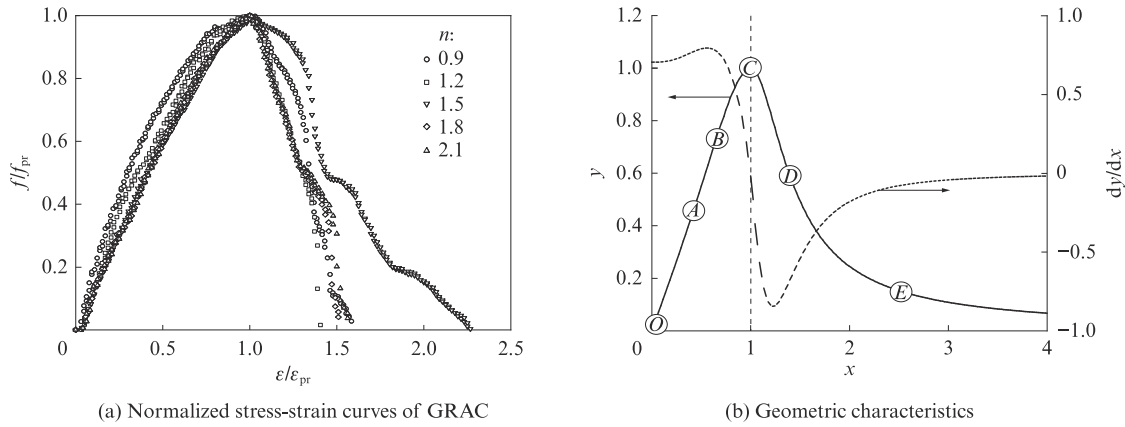 1.0
0.8
0.6
0.4
0.2
0
0.5
1.0
1.5
2.0
2.5
f/f_pr
ε/ε_pr
n:
0.9
1.2
1.5
1.8
2.1
(a) Normalized stress-strain curves of GRAC
1.2
1.0
0.8
0.6
0.4
0.2
0
1
2
3
4
y
x
1.0
0.5
0
−0.5
−1.0
dy/dx
O
A
B
C
D
E
(b) Geometric characteristics